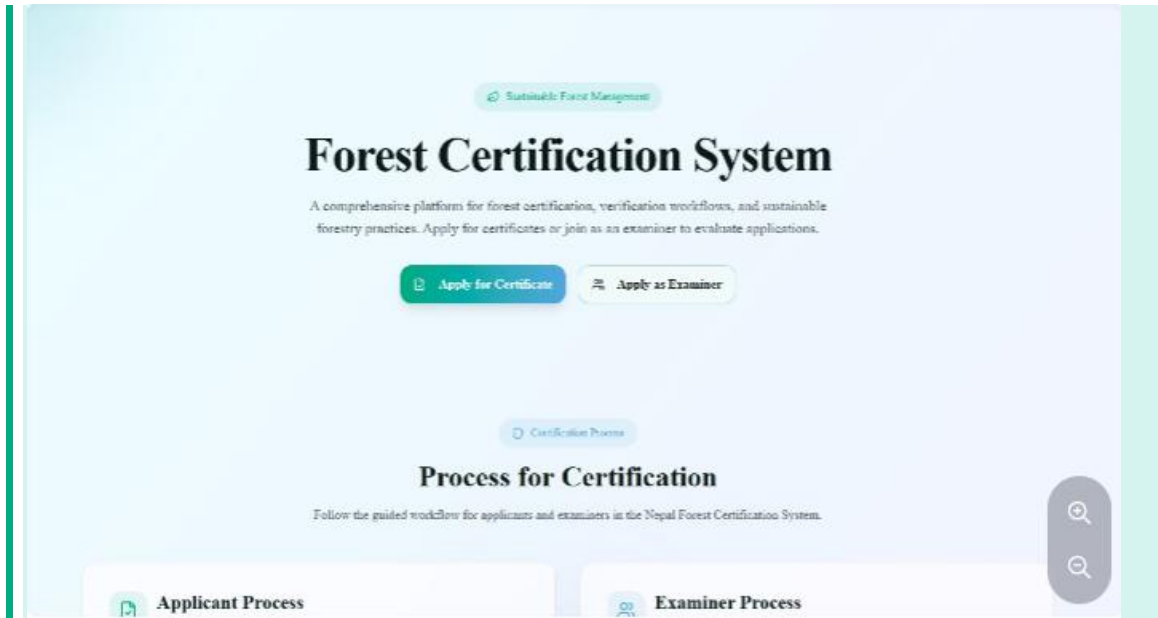 Sustainable Forest Management
Forest Certification System
A comprehensive platform for forest certification, verification workflows, and sustainable
forestry practices. Apply for certificates or join as an examiner to evaluate applications.
Apply for Certificate
Apply as Examiner
Certification Process
Process for Certification
Follow the guided workflow for applicants and examiners in the Nepal Forest Certification System.
Applicant Process
Examiner Process